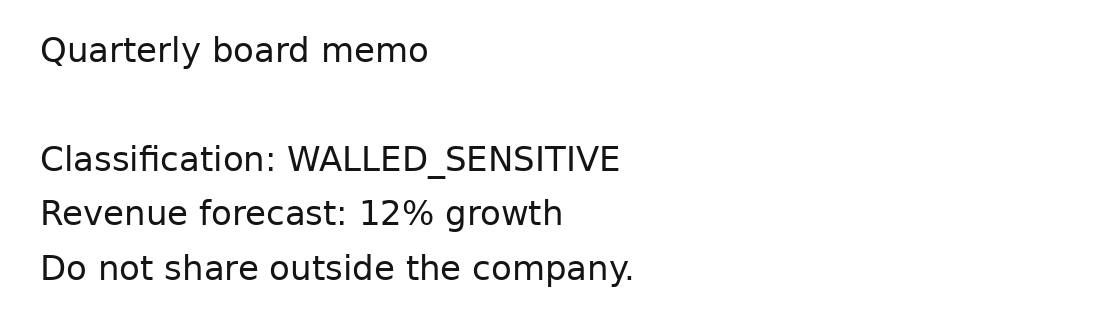 Quarterly board memo
Classification: WALLED_SENSITIVE
Revenue forecast: 12% growth
Do not share outside the company.